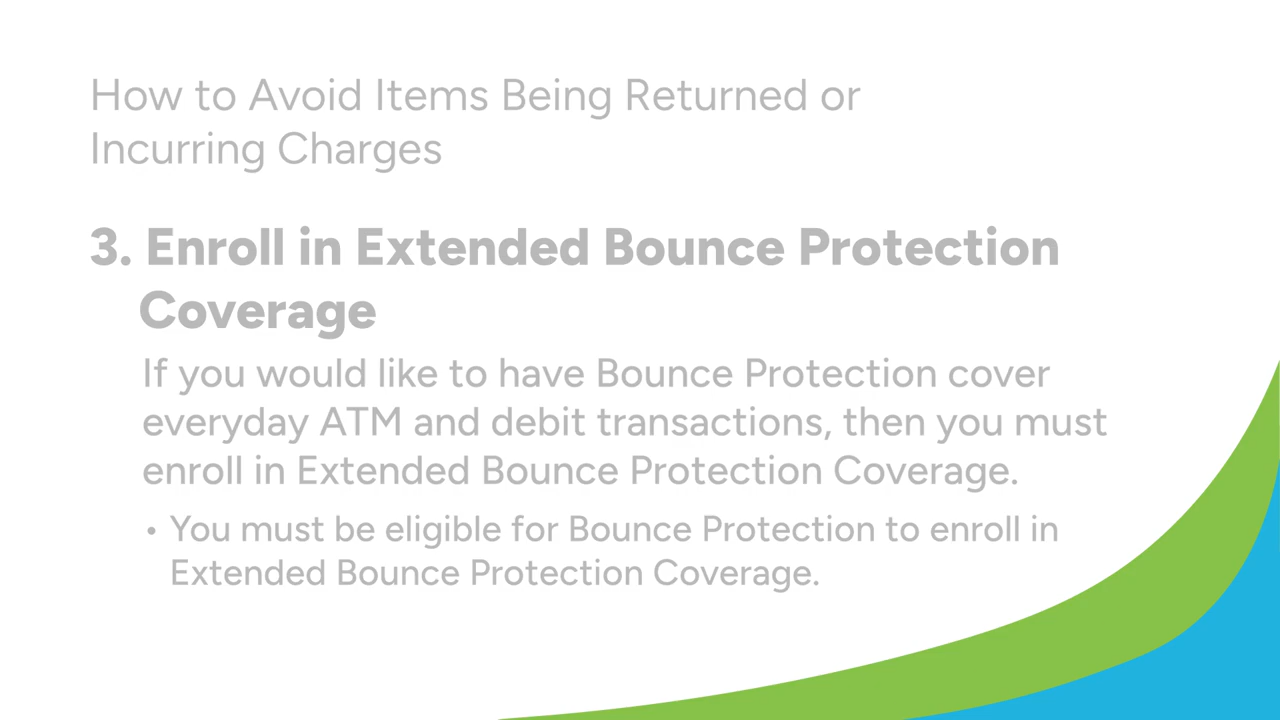 How to Avoid Items Being Returned or
Incurring Charges
3. Enroll in Extended Bounce Protection
Coverage
If you would like to have Bounce Protection cover
everyday ATM and debit transactions, then you must
enroll in Extended Bounce Protection Coverage.
• You must be eligible for Bounce Protection to enroll in
Extended Bounce Protection Coverage.